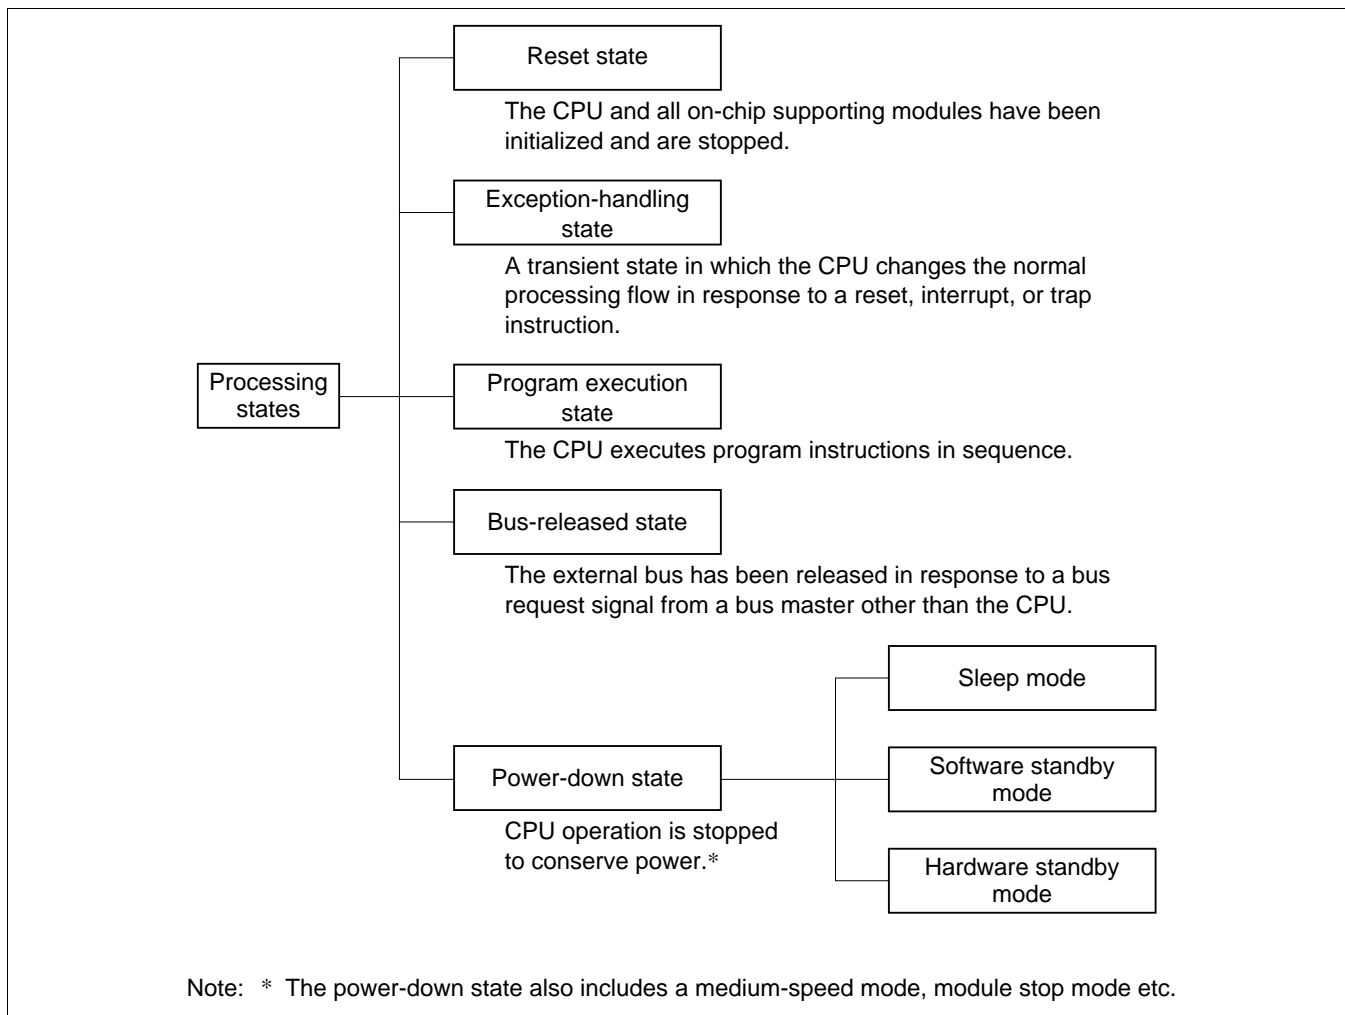 Reset state
The CPU and all on-chip supporting modules have been
initialized and are stopped.
Exception-handling
state
A transient state in which the CPU changes the normal
processing flow in response to a reset, interrupt, or trap
instruction.
Processing
states
Program execution
state
The CPU executes program instructions in sequence.
Bus-released state
The external bus has been released in response to a bus
request signal from a bus master other than the CPU.
Sleep mode
Power-down state
CPU operation is stopped
to conserve power.*
Software standby
mode
Hardware standby
mode
Note: * The power-down state also includes a medium-speed mode, module stop mode etc.